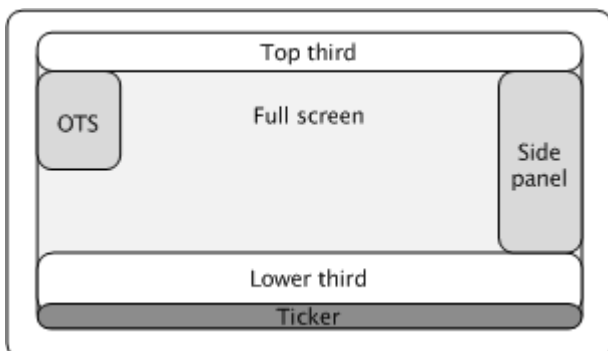 Top third
OTS
Full screen
Side
panel
Lower third
Ticker